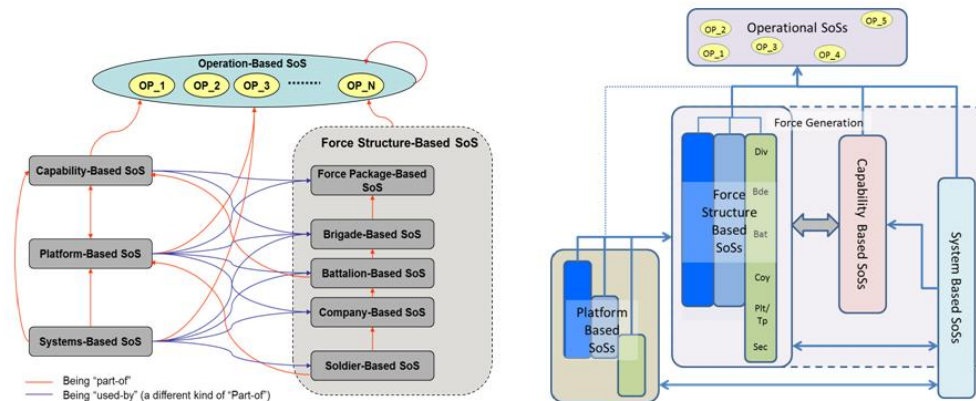 Operation-Based SoS
OP_1
OP_2
OP_3
OP_N
Force Structure-Based SoS
Capability-Based SoS
Force Package-Based
SoS
Brigade-Based SoS
Platform-Based SoS
Battalion-Based SoS
Company-Based SoS
Systems-Based SoS
Soldier-Based SoS
Being "part-of"
Being "used-by" (a different kind of "Part-of")
OP_5
OP_2
Operational SoSs
OP_1
OP_3
OP_4
Force Generation
Div
Force
Bde
Structure
Based
Bat
SoSs
Coy
Plt/
Tp
Sec
Capability Based SoSs
System Based SoSs
Platform
Based
SoSs